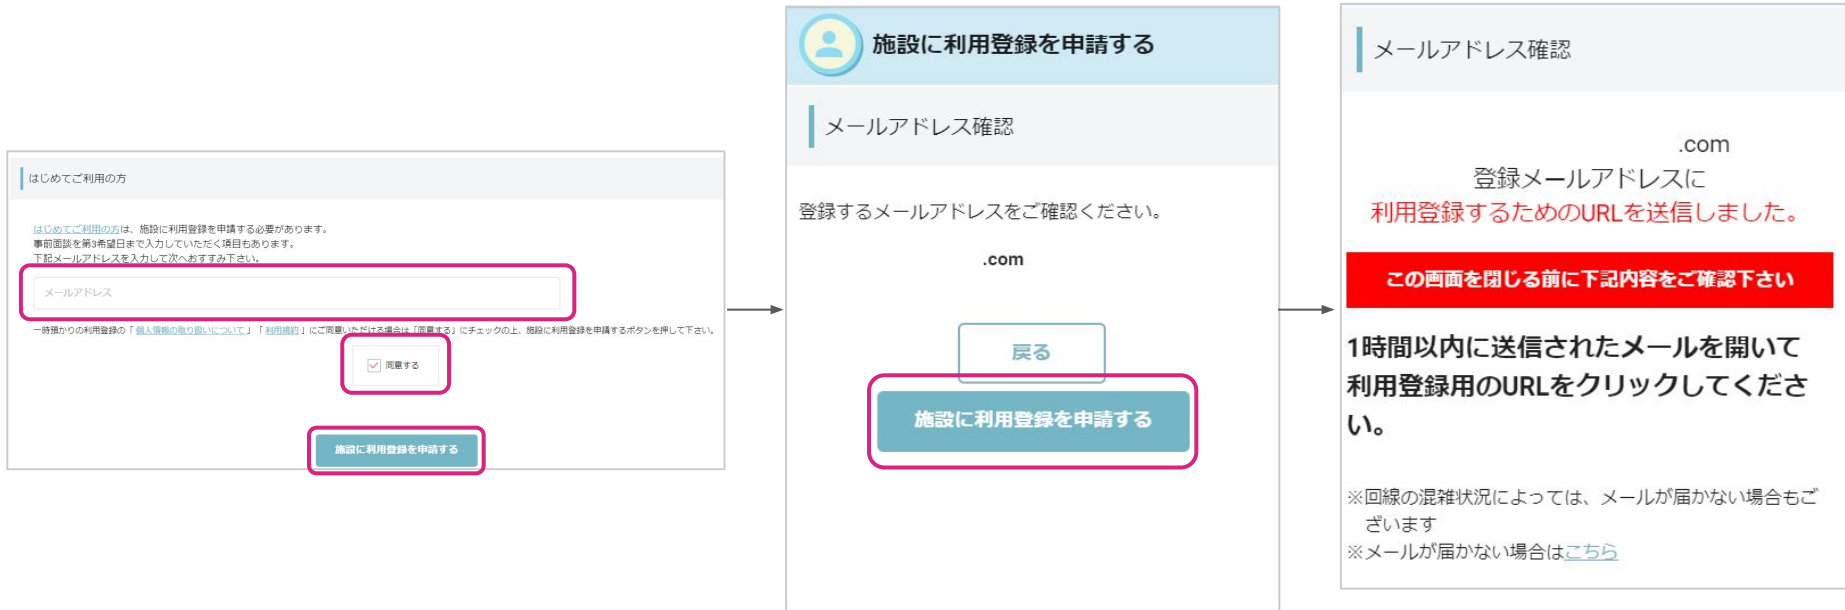 はじめてご利用の方
はじめてご利用の方は、施設に利用登録を申請する必要があります。
事前面談を第3希望日まで入力していただく項目もあります。
下記メールアドレスを入力して次へおすすみ下さい。
メールアドレス
一時預かりの利用登録の「 個人情報の取り扱いについて 」「 利用規約 」にご同意いただける場合は「同意する」にチェックの上、施設に利用登録を申請するボタンを押して下さい。
同意する
施設に利用登録を申請する
施設に利用登録を申請する
メールアドレス確認
登録するメールアドレスをご確認ください。
.com
戻る
施設に利用登録を申請する
メールアドレス確認
.com
登録メールアドレスに
利用登録するためのURLを送信しました。
この画面を閉じる前に下記内容をご確認下さい
1時間以内に送信されたメールを開いて
利用登録用のURLをクリックしてくださ
い。
※回線の混雑状況によっては、メールが届かない場合もご
ざいます
※メールが届かない場合はこちら